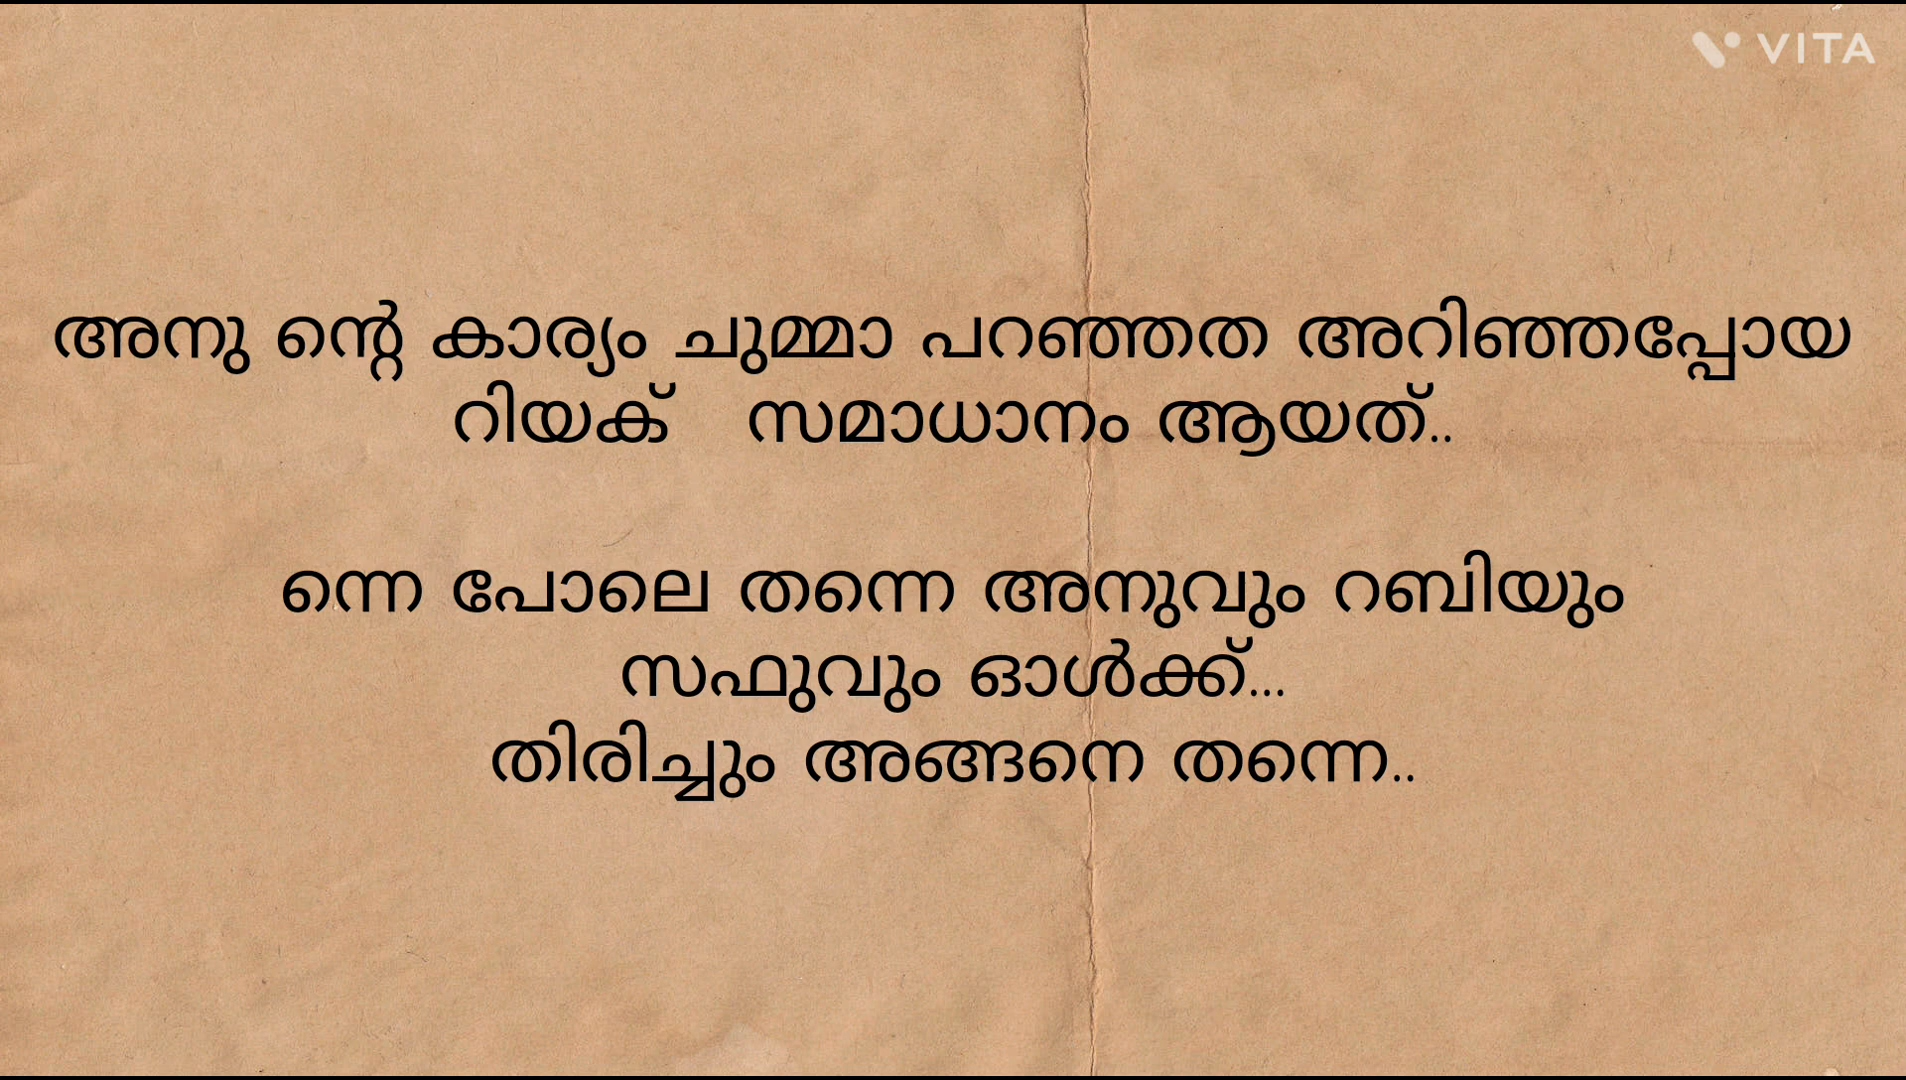 VITA
അനു ന്റെ കാര്യം ചുമ്മാ പറഞ്ഞത അറിഞ്ഞപ്പോയ
റിയക് സമാധാനം ആയത്..
ന്നെ പോലെ തന്നെ അനുവും റബിയും
സഫുവും ഓൾക്ക്...
തിരിച്ചും അങ്ങനെ തന്നെ..